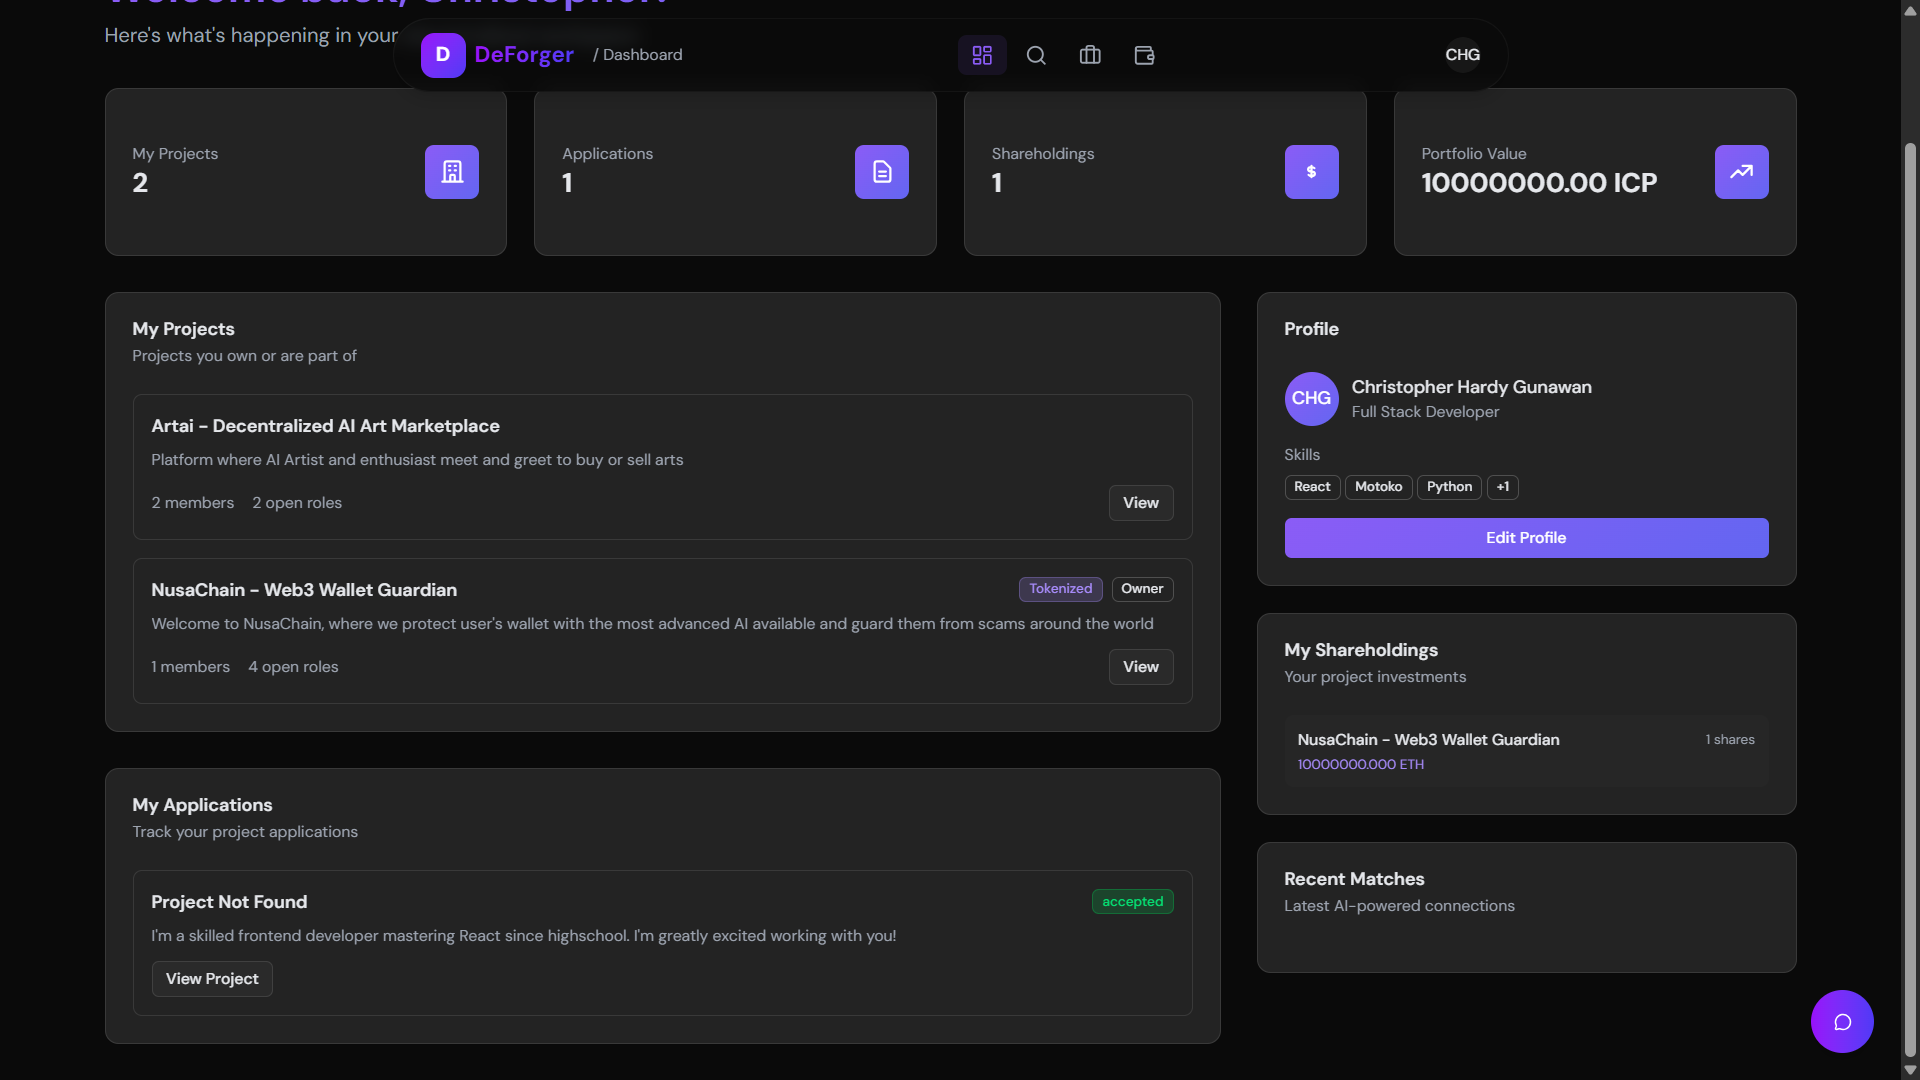 Welcome back, Christopher!
Here's what's happening in your
D DeForger / Dashboard
CHG
My Projects
2
Applications
1
Shareholdings
1
$
Portfolio Value
10000000.00 ICP
My Projects
Projects you own or are part of
Artai - Decentralized AI Art Marketplace
Platform where AI Artist and enthusiast meet and greet to buy or sell arts
2 members 2 open roles
View
NusaChain - Web3 Wallet Guardian
Tokenized Owner
Welcome to NusaChain, where we protect user's wallet with the most advanced AI available and guard them from scams around the world
1 members 4 open roles
View
My Applications
Track your project applications
Project Not Found
accepted
I'm a skilled frontend developer mastering React since highschool. I'm greatly excited working with you!
View Project
Profile
CHG
Christopher Hardy Gunawan
Full Stack Developer
Skills
React Motoko Python +1
Edit Profile
My Shareholdings
Your project investments
NusaChain - Web3 Wallet Guardian
1 shares
10000000.000 ETH
Recent Matches
Latest AI-powered connections